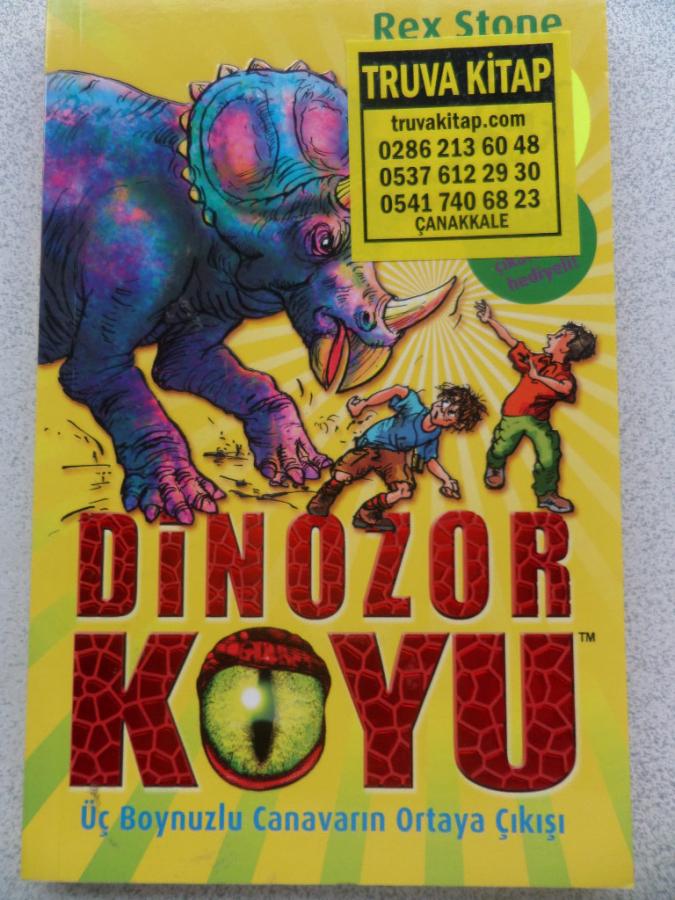 Rex Stone
TRUVA KİTAP
truvakitap.com
0286 213 60 48
0537 612 29 30
0541 740 68 23
ÇANAKKALE
hediyeli!
DİNOZOR
KOYU™
Üç Boynuzlu Canavarın Ortaya Çıkışı